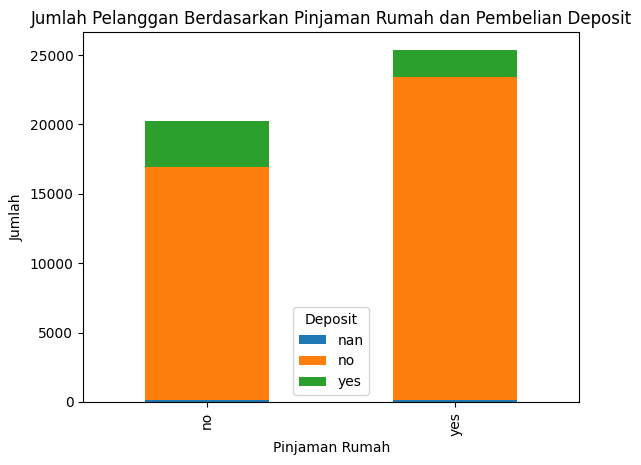 Jumlah Pelanggan Berdasarkan Pinjaman Rumah dan Pembelian Deposit
25000
20000
15000
10000
5000
0
Jumlah
Deposit
nan
no
yes
no
yes
Pinjaman Rumah